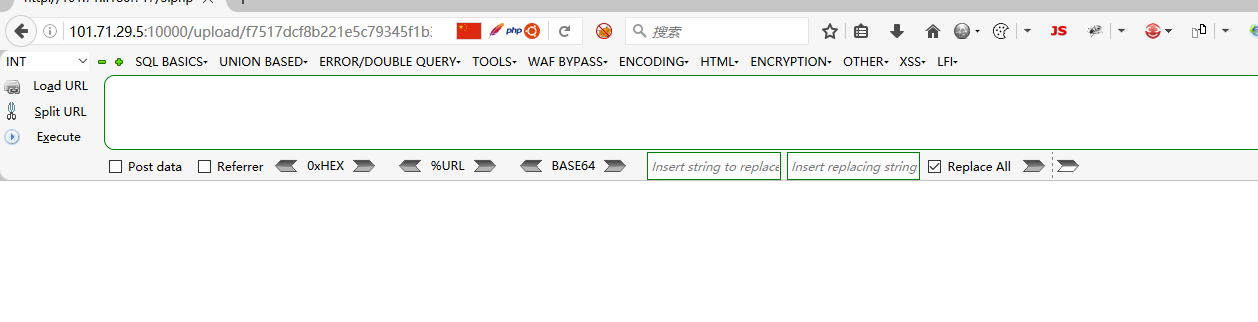 101.71.29.5:10000/upload/f7517dcf8b221e5c79345f1b
php
搜索
JS
INT
SQL BASICS
UNION BASED
ERROR/DOUBLE QUERY
TOOLS
WAF BYPASS
ENCODING
HTML
ENCRYPTION
OTHER
XSS
LFI
Load URL
Split URL
Execute
Post data
Referrer
0xHEX
%URL
BASE64
Insert string to replace
Insert replacing string
Replace All